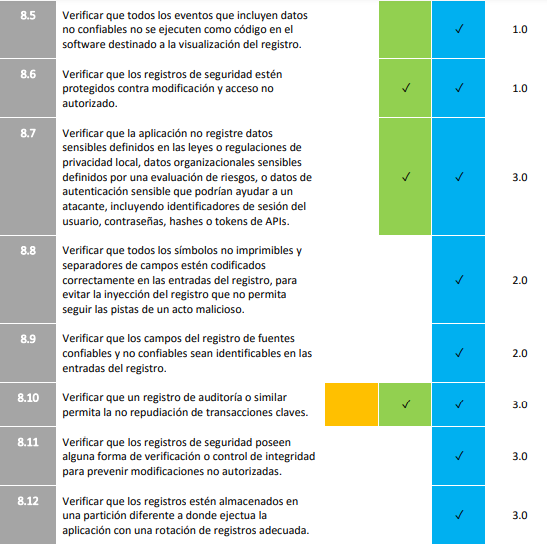 8.5 Verificar que todos los eventos que incluyen datos
no confiables no se ejecuten como código en el ✓ 1.0
software destinado a la visualización del registro.
8.6 Verificar que los registros de seguridad estén
protegidos contra modificación y acceso no ✓ ✓ 1.0
autorizado.
8.7 Verificar que la aplicación no registre datos
sensibles definidos en las leyes o regulaciones de
privacidad local, datos organizacionales sensibles
definidos por una evaluación de riesgos, o datos de ✓ ✓ 3.0
autenticación sensible que podrían ayudar a un
atacante, incluyendo identificadores de sesión del
usuario, contraseñas, hashes o tokens de APIs.
8.8 Verificar que todos los símbolos no imprimibles y
separadores de campos estén codificados
correctamente en las entradas del registro, para ✓ 2.0
evitar la inyección del registro que no permita
seguir las pistas de un acto malicioso.
8.9 Verificar que los campos del registro de fuentes
confiables y no confiables sean identificables en las ✓ 2.0
entradas del registro.
8.10 Verificar que un registro de auditoría o similar
permita la no repudiación de transacciones claves. ✓ ✓ 3.0
8.11 Verificar que los registros de seguridad poseen
alguna forma de verificación o control de integridad ✓ 3.0
para prevenir modificaciones no autorizadas.
8.12 Verificar que los registros estén almacenados en
una partición diferente a donde ejectua la ✓ 3.0
aplicación con una rotación de registros adecuada.